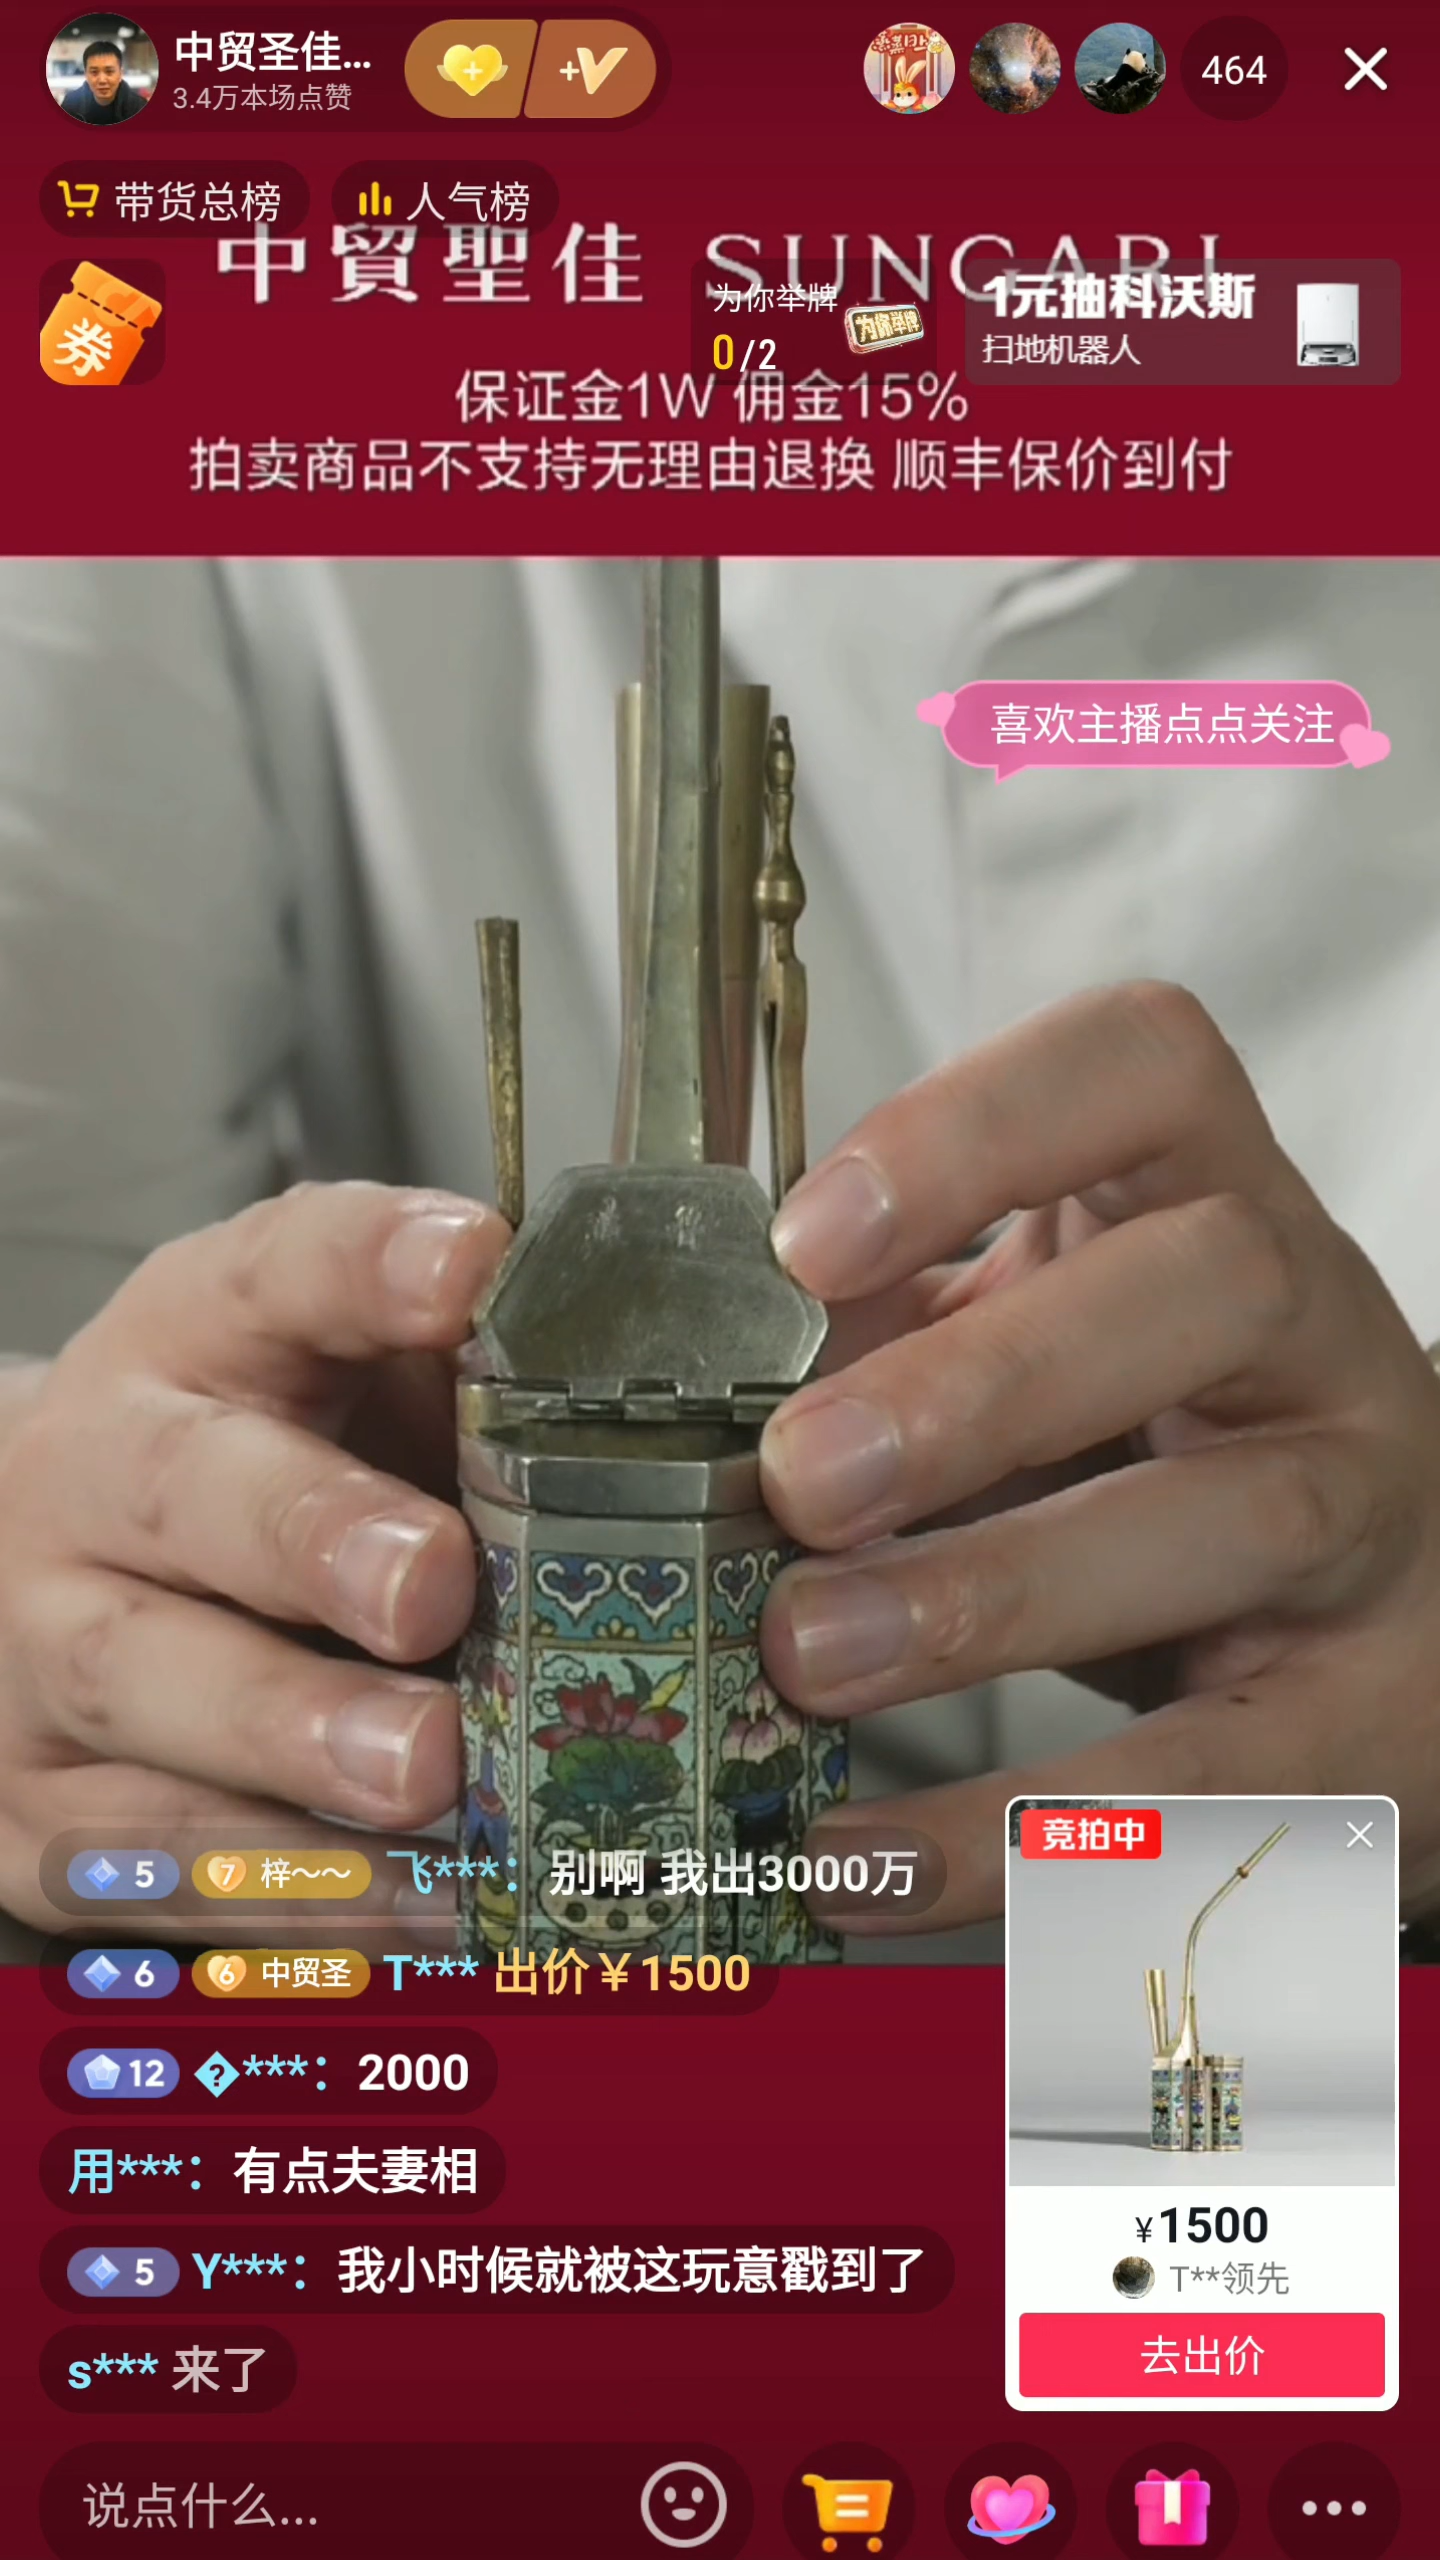 中贸圣佳...
3.4万本场点赞
464
带货总榜
人气榜
中貿聖佳 SUNGARI
券
为你举牌
0/2
为你举牌
1元抽科沃斯
扫地机器人
保证金1W 佣金15%
拍卖商品不支持无理由退换 顺丰保价到付
喜欢主播点点关注
5 7 梓～～ 飞***： 别啊 我出3000万
6 6 中贸圣 T*** 出价￥1500
12 ***： 2000
用***： 有点夫妻相
5 Y***： 我小时候就被这玩意戳到了
s*** 来了
竞拍中
¥1500
T**领先
去出价
说点什么...